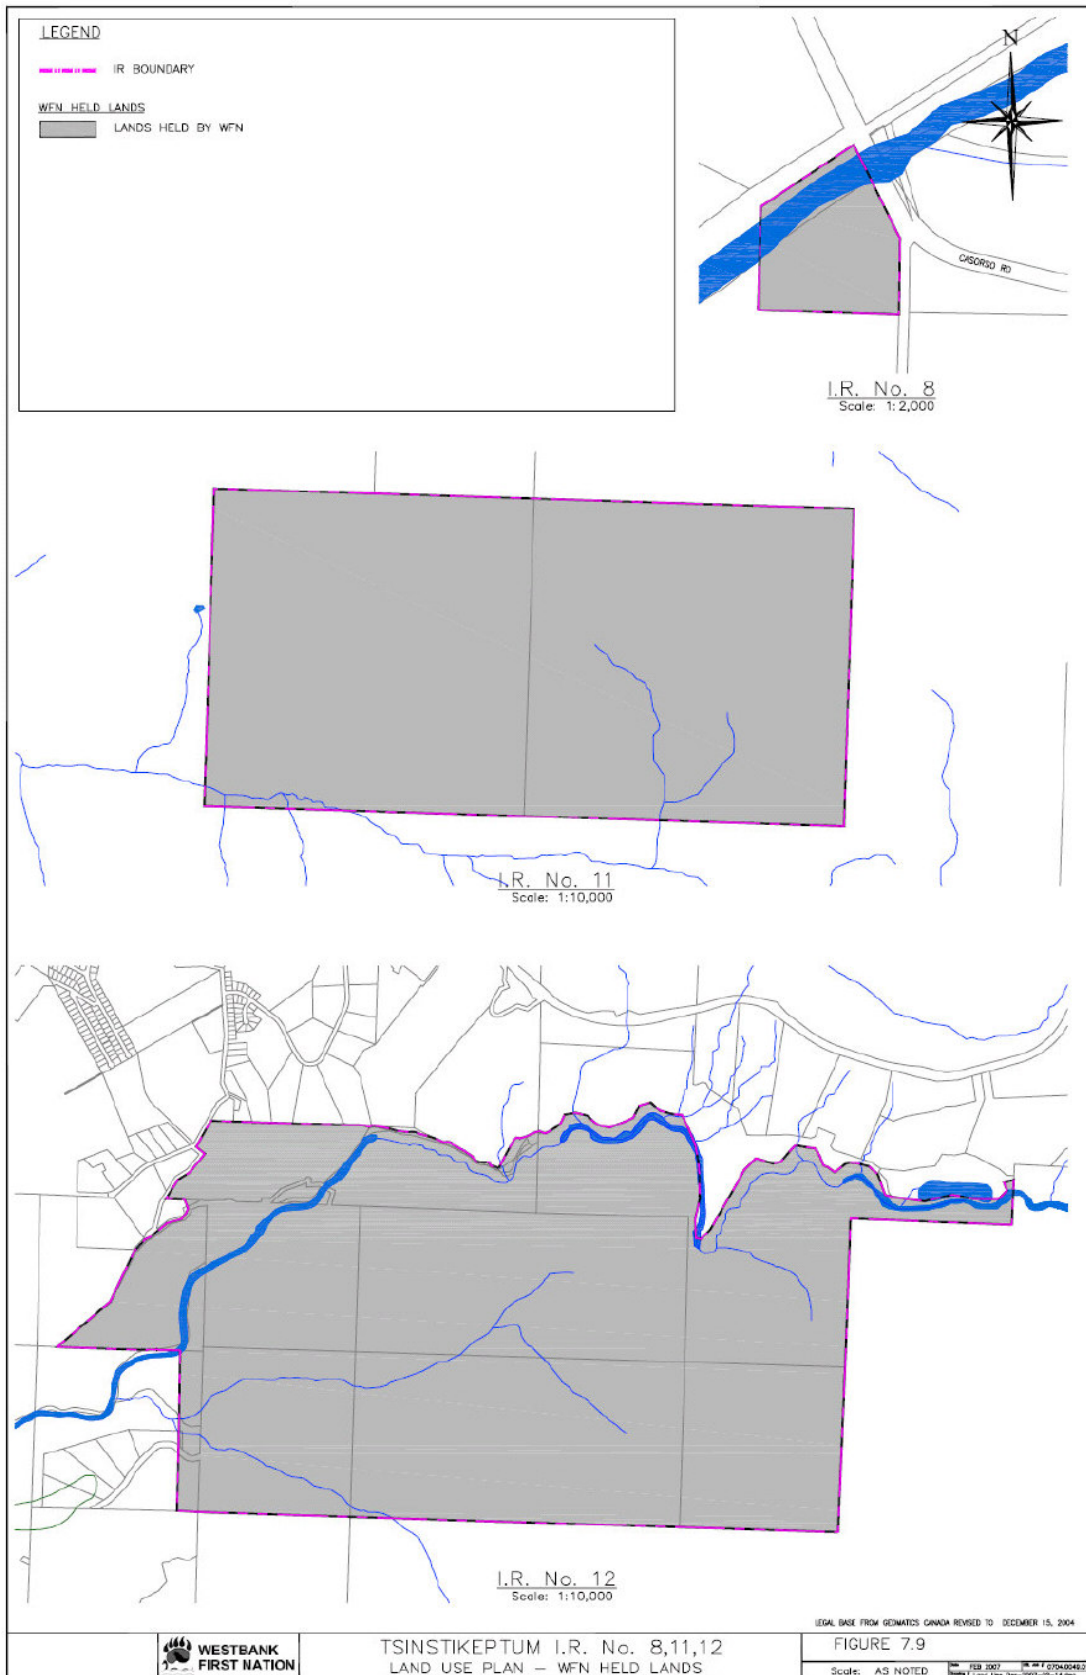 LEGEND
IR BOUNDARY
WFN HELD LANDS
LANDS HELD BY WFN
N
CASORSO RD
I.R. No. 8
Scale: 1:2,000
I.R. No. 11
Scale: 1:10,000
I.R. No. 12
Scale: 1:10,000
LEGAL BASE FROM GEOMATICS CANADA REVISED TO DECEMBER 15, 2004
WESTBANK
FIRST NATION
TSINSTIKEPTUM I.R. No. 8,11,12
LAND USE PLAN – WFN HELD LANDS
FIGURE 7.9
Scale: AS NOTED
FEB 2007